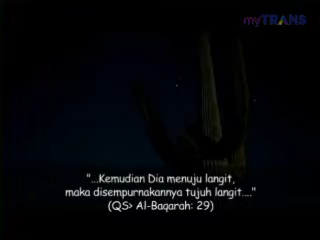 myTRANS
"...Kemudian Dia menuju langit,
maka disempurnakannya tujuh langit...."
(QS> Al-Baqarah: 29)